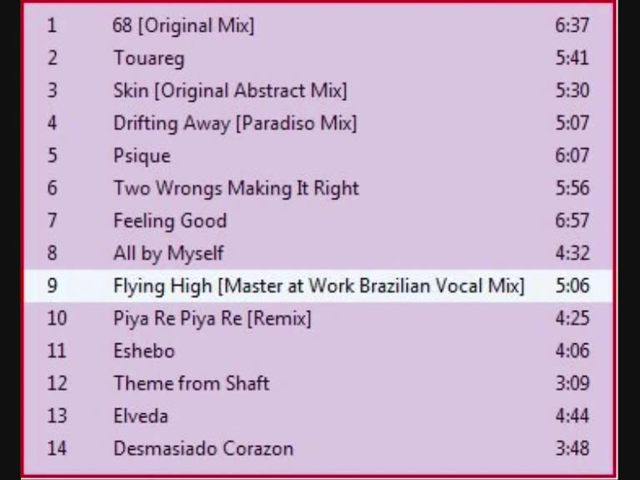 1 68 [Original Mix] 6:37
2 Touareg 5:41
3 Skin [Original Abstract Mix] 5:30
4 Drifting Away [Paradiso Mix] 5:07
5 Psique 6:07
6 Two Wrongs Making It Right 5:56
7 Feeling Good 6:57
8 All by Myself 4:32
9 Flying High [Master at Work Brazilian Vocal Mix] 5:06
10 Piya Re Piya Re [Remix] 4:25
11 Eshebo 4:06
12 Theme from Shaft 3:09
13 Elveda 4:44
14 Desmasiado Corazon 3:48